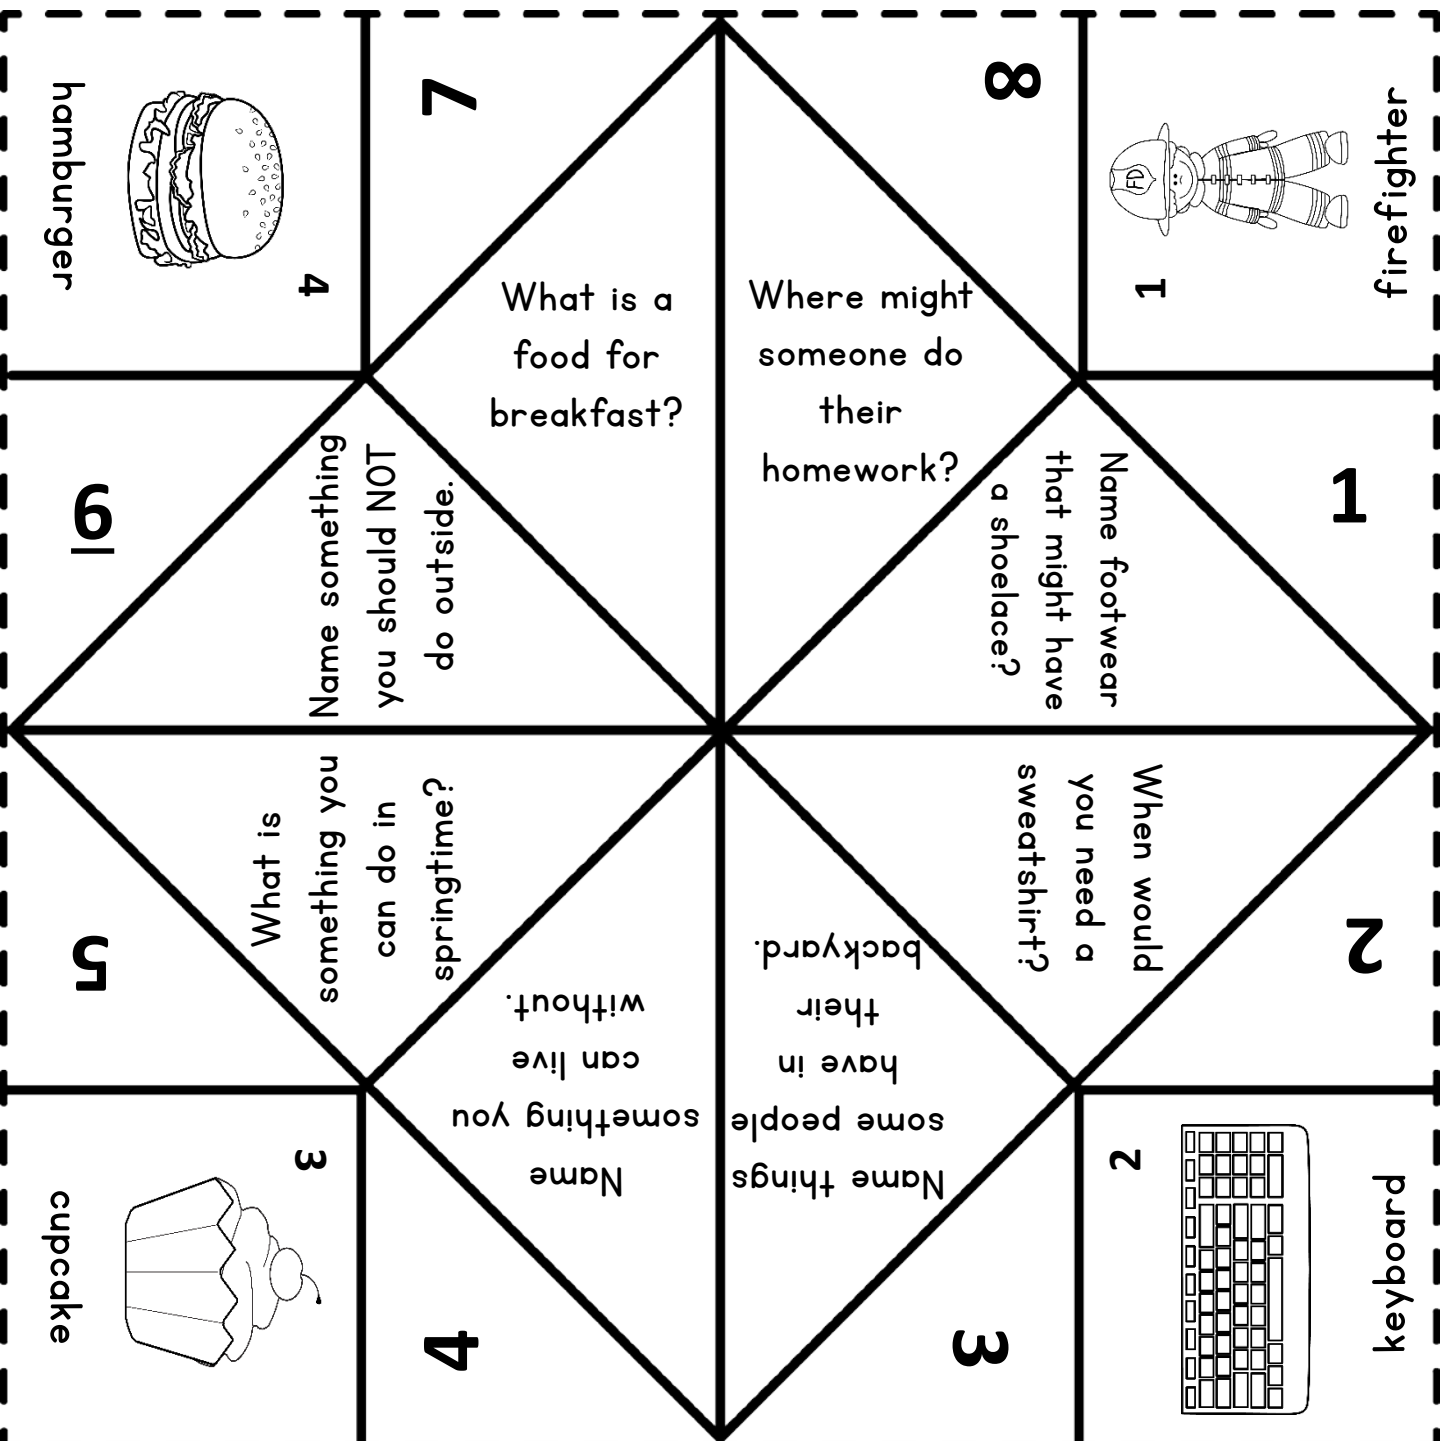 hamburger
4
7
8
FD
1
firefighter
What is a
food for
breakfast?
Where might
someone do
their
homework?
6
Name something
you should NOT
do outside.
Name footwear
that might have
a shoelace?
1
5
What is
something you
can do in
springtime?
When would
you need a
sweatshirt?
2
Name
something you
can live
without.
Name things
some people
have in
their
backyard.
cupcake
3
4
3
2
keyboard